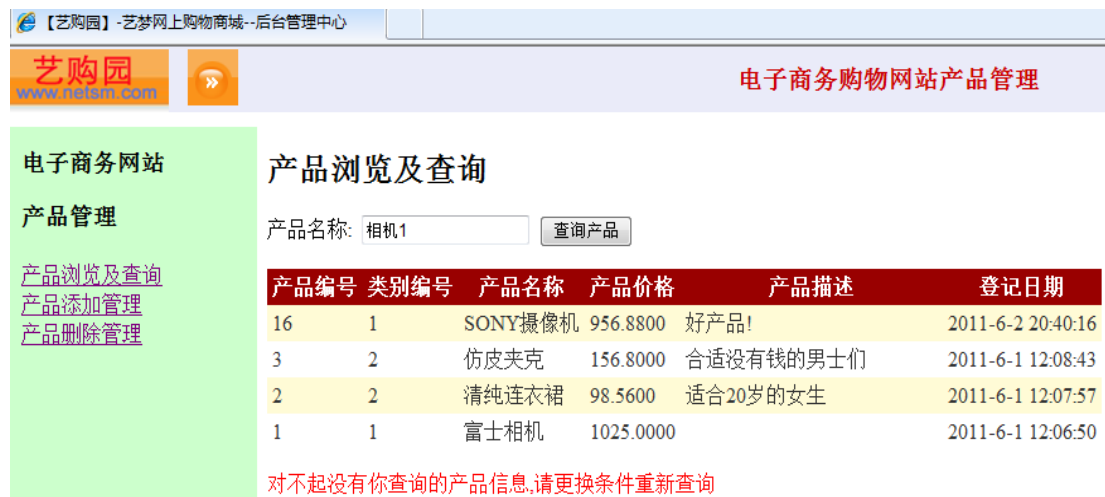 【艺购园】-艺梦网上购物商城--后台管理中心
艺购园
www.netsm.com
电子商务购物网站产品管理
电子商务网站
产品管理
产品浏览及查询
产品添加管理
产品删除管理
产品浏览及查询
产品名称: 相机1 查询产品
产品编号 类别编号 产品名称 产品价格 产品描述 登记日期
16 1 SONY摄像机 956.8800 好产品! 2011-6-2 20:40:16
3 2 仿皮夹克 156.8000 合适没有钱的男士们 2011-6-1 12:08:43
2 2 清纯连衣裙 98.5600 适合20岁的女生 2011-6-1 12:07:57
1 1 富士相机 1025.0000 2011-6-1 12:06:50
对不起没有你查询的产品信息,请更换条件重新查询